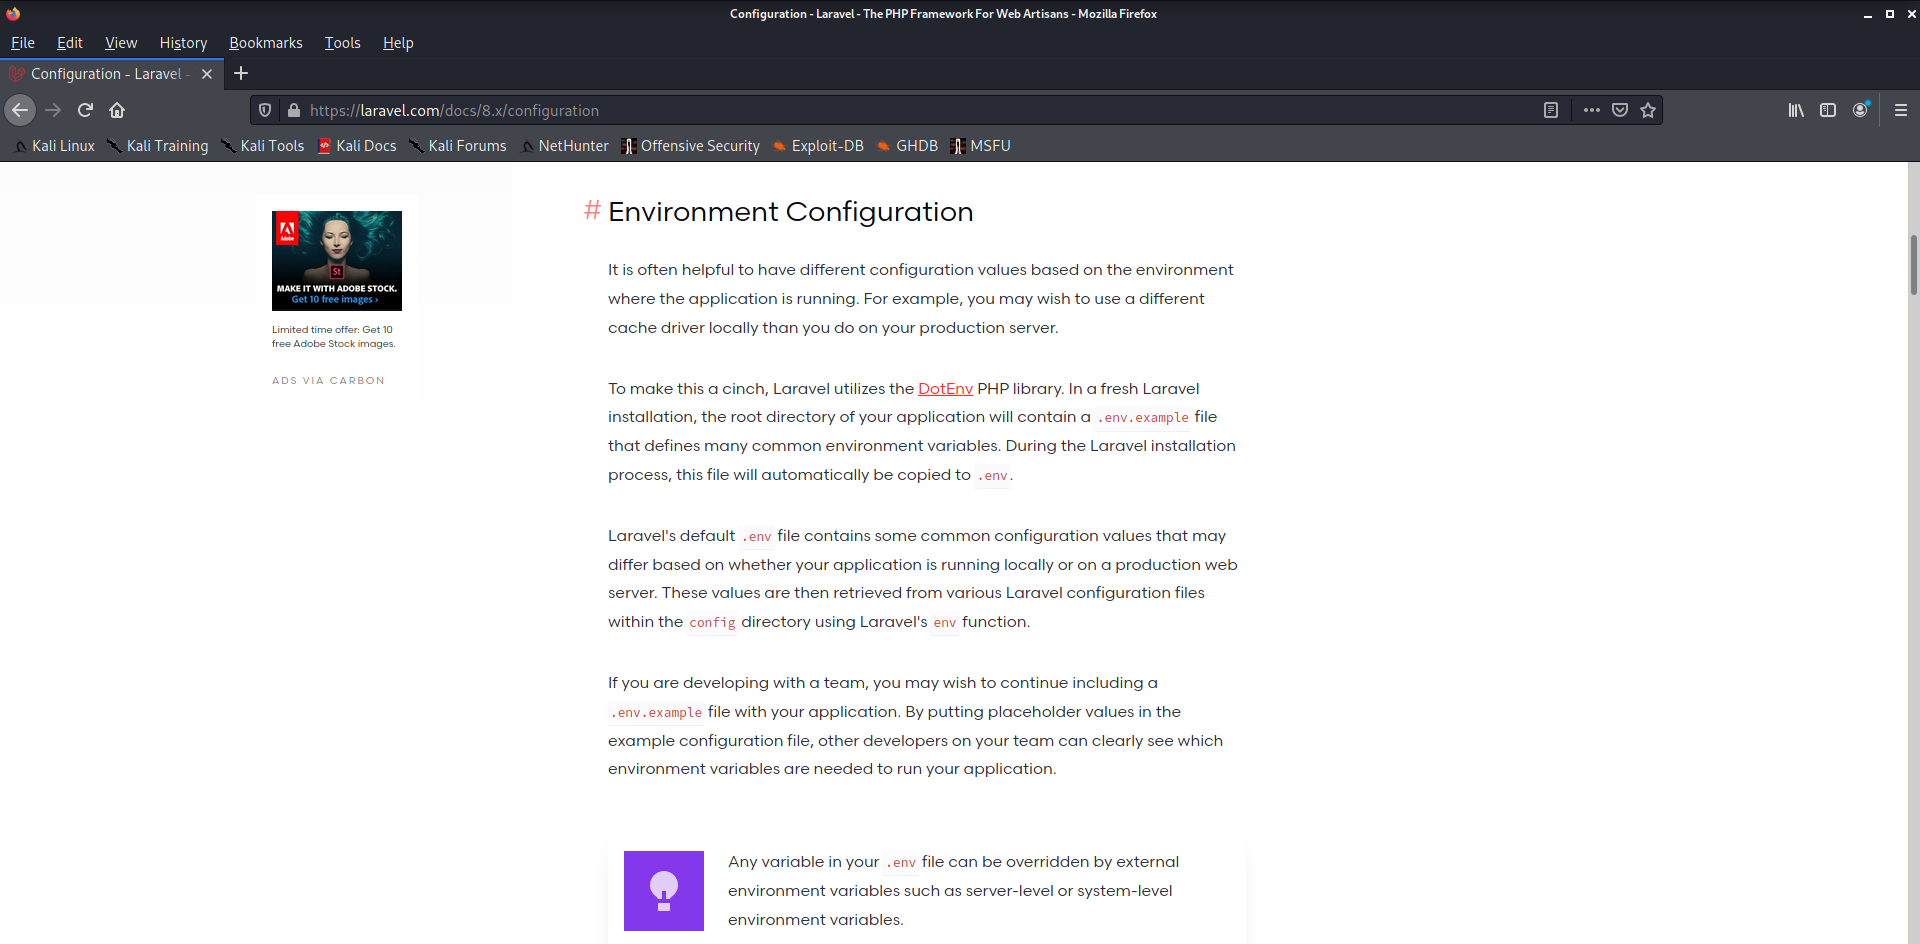 Configuration - Laravel - The PHP Framework For Web Artisans - Mozilla Firefox
File Edit View History Bookmarks Tools Help
Configuration - Laravel -
https://laravel.com/docs/8.x/configuration
Kali Linux Kali Training Kali Tools Kali Docs Kali Forums NetHunter Offensive Security Exploit-DB GHDB MSFU
Adobe
St
MAKE IT WITH ADOBE STOCK.
Get 10 free images ›
Limited time offer: Get 10
free Adobe Stock images.
ADS VIA CARBON
# Environment Configuration
It is often helpful to have different configuration values based on the environment
where the application is running. For example, you may wish to use a different
cache driver locally than you do on your production server.
To make this a cinch, Laravel utilizes the DotEnv PHP library. In a fresh Laravel
installation, the root directory of your application will contain a .env.example file
that defines many common environment variables. During the Laravel installation
process, this file will automatically be copied to .env.
Laravel's default .env file contains some common configuration values that may
differ based on whether your application is running locally or on a production web
server. These values are then retrieved from various Laravel configuration files
within the config directory using Laravel's env function.
If you are developing with a team, you may wish to continue including a
.env.example file with your application. By putting placeholder values in the
example configuration file, other developers on your team can clearly see which
environment variables are needed to run your application.
Any variable in your .env file can be overridden by external
environment variables such as server-level or system-level
environment variables.